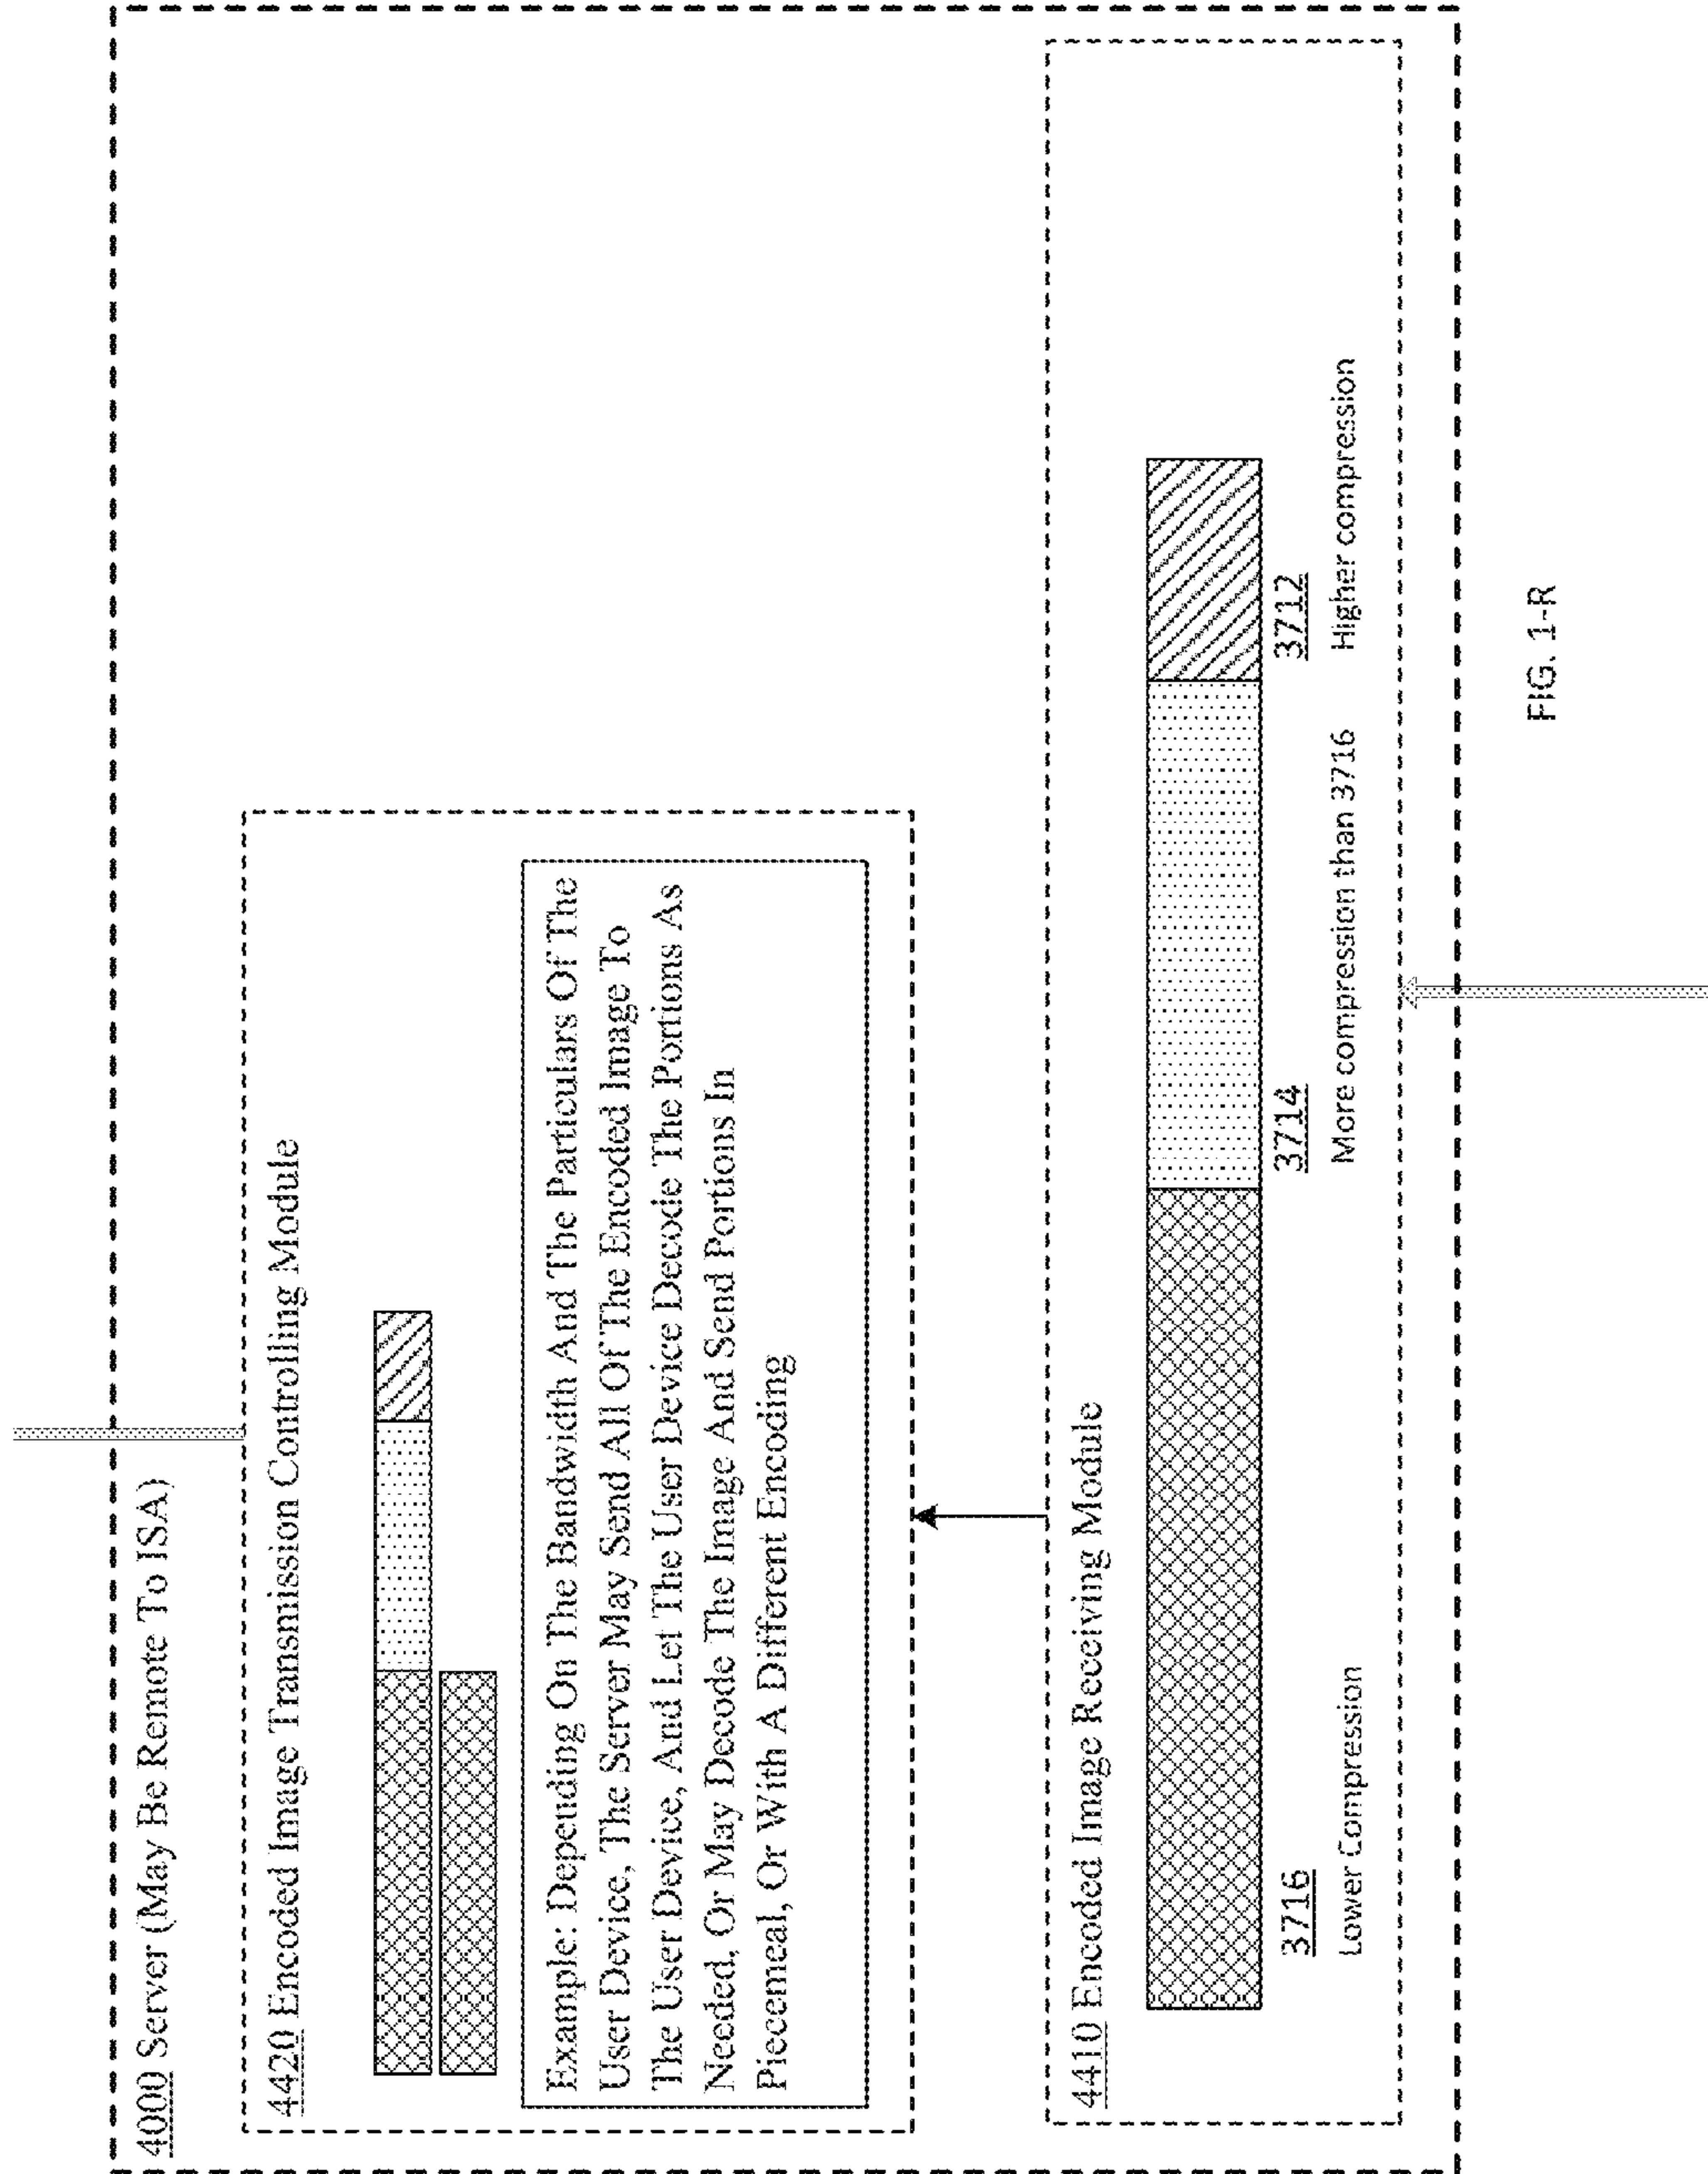 4000 Server (May Be Remote To ISA)
4420 Encoded Image Transmission Controlling Module
Example: Depending On The Bandwidth And The Particulars Of The
User Device, The Server May Send All Of The Encoded Image To
The User Device, And Let The User Device Decode The Portions As
Needed, Or May Decode The Image And Send Portions In
Piecemeal, Or With A Different Encoding
4410 Encoded Image Receiving Module
3716
Lower Compression
3714
More compression than 3716
3712
Higher compression
FIG. 1-R